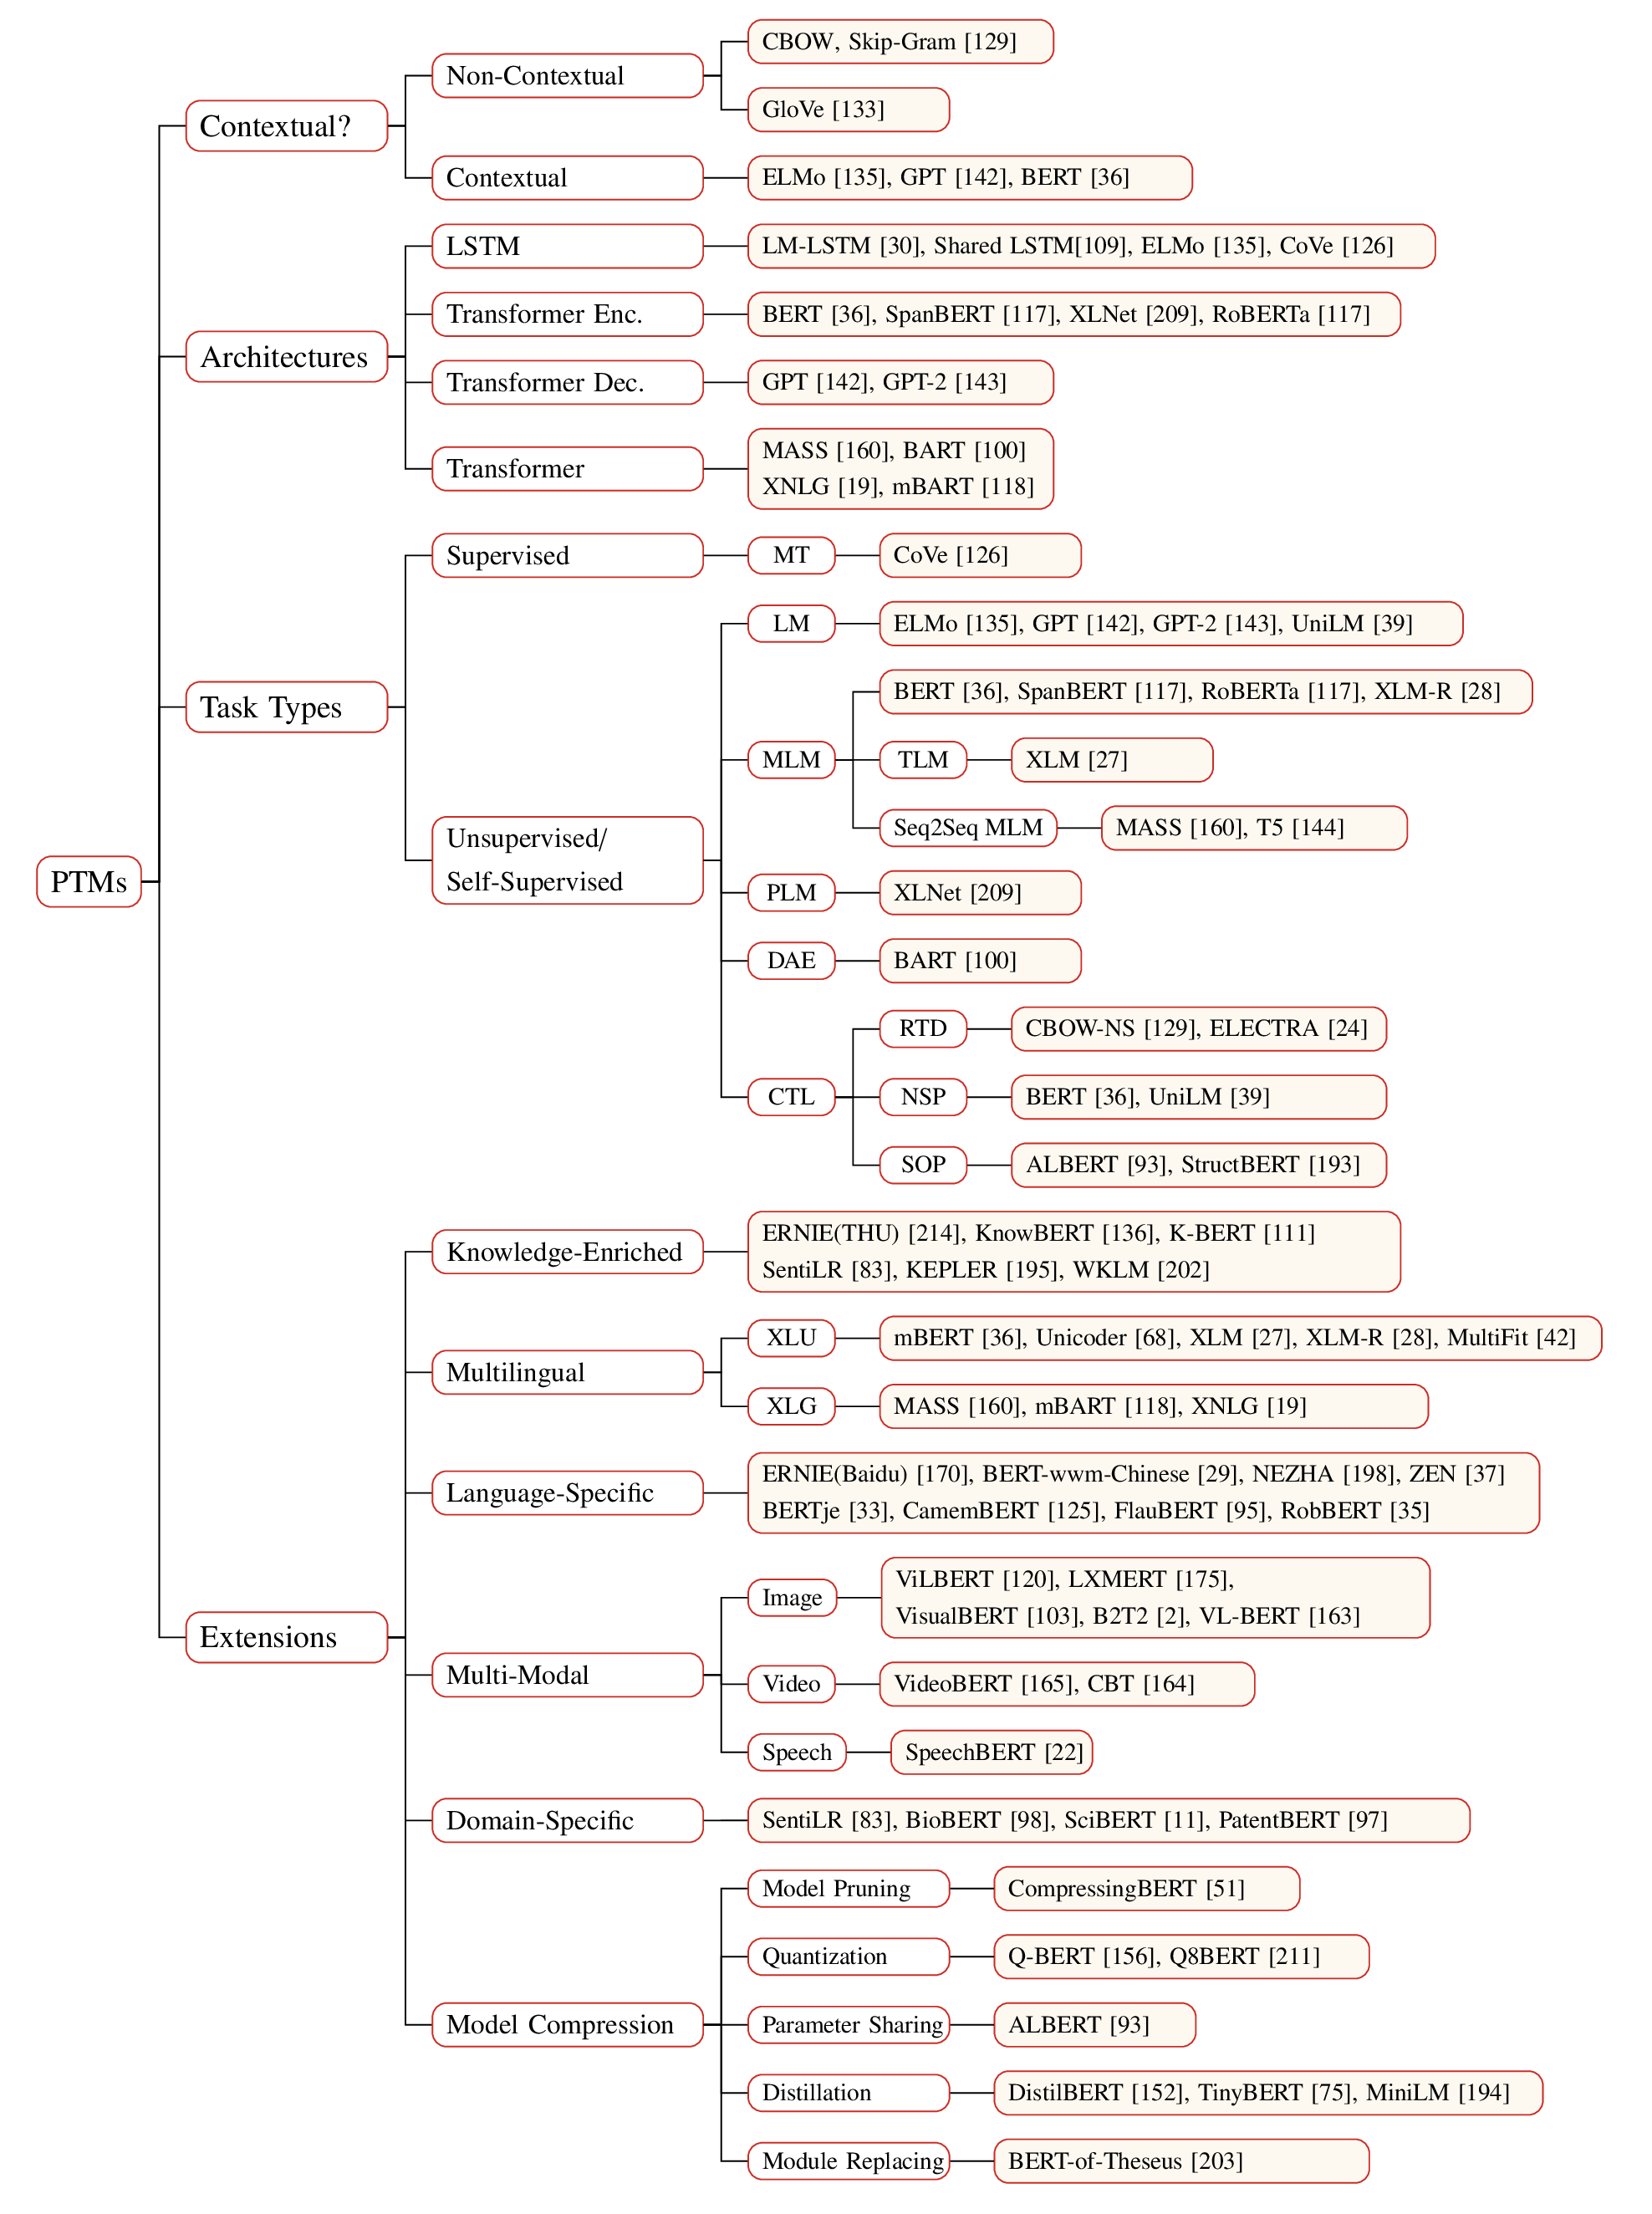 CBOW, Skip-Gram [129]
Non-Contextual
GloVe [133]
Contextual?
Contextual
ELMo [135], GPT [142], BERT [36]
LSTM
LM-LSTM [30], Shared LSTM[109], ELMo [135], CoVe [126]
Transformer Enc.
BERT [36], SpanBERT [117], XLNet [209], RoBERTa [117]
Architectures
Transformer Dec.
GPT [142], GPT-2 [143]
Transformer
MASS [160], BART [100]
XNLG [19], mBART [118]
Supervised
MT
CoVe [126]
LM
ELMo [135], GPT [142], GPT-2 [143], UniLM [39]
Task Types
BERT [36], SpanBERT [117], RoBERTa [117], XLM-R [28]
MLM
TLM
XLM [27]
Seq2Seq MLM
MASS [160], T5 [144]
Unsupervised/
Self-Supervised
PTMs
PLM
XLNet [209]
DAE
BART [100]
RTD
CBOW-NS [129], ELECTRA [24]
CTL
NSP
BERT [36], UniLM [39]
SOP
ALBERT [93], StructBERT [193]
Knowledge-Enriched
ERNIE(THU) [214], KnowBERT [136], K-BERT [111]
SentiLR [83], KEPLER [195], WKLM [202]
XLU
mBERT [36], Unicoder [68], XLM [27], XLM-R [28], MultiFit [42]
Multilingual
XLG
MASS [160], mBART [118], XNLG [19]
Language-Specific
ERNIE(Baidu) [170], BERT-wwm-Chinese [29], NEZHA [198], ZEN [37]
BERTje [33], CamemBERT [125], FlauBERT [95], RobBERT [35]
Extensions
Image
ViLBERT [120], LXMERT [175],
VisualBERT [103], B2T2 [2], VL-BERT [163]
Multi-Modal
Video
VideoBERT [165], CBT [164]
Speech
SpeechBERT [22]
Domain-Specific
SentiLR [83], BioBERT [98], SciBERT [11], PatentBERT [97]
Model Pruning
CompressingBERT [51]
Quantization
Q-BERT [156], Q8BERT [211]
Model Compression
Parameter Sharing
ALBERT [93]
Distillation
DistilBERT [152], TinyBERT [75], MiniLM [194]
Module Replacing
BERT-of-Theseus [203]